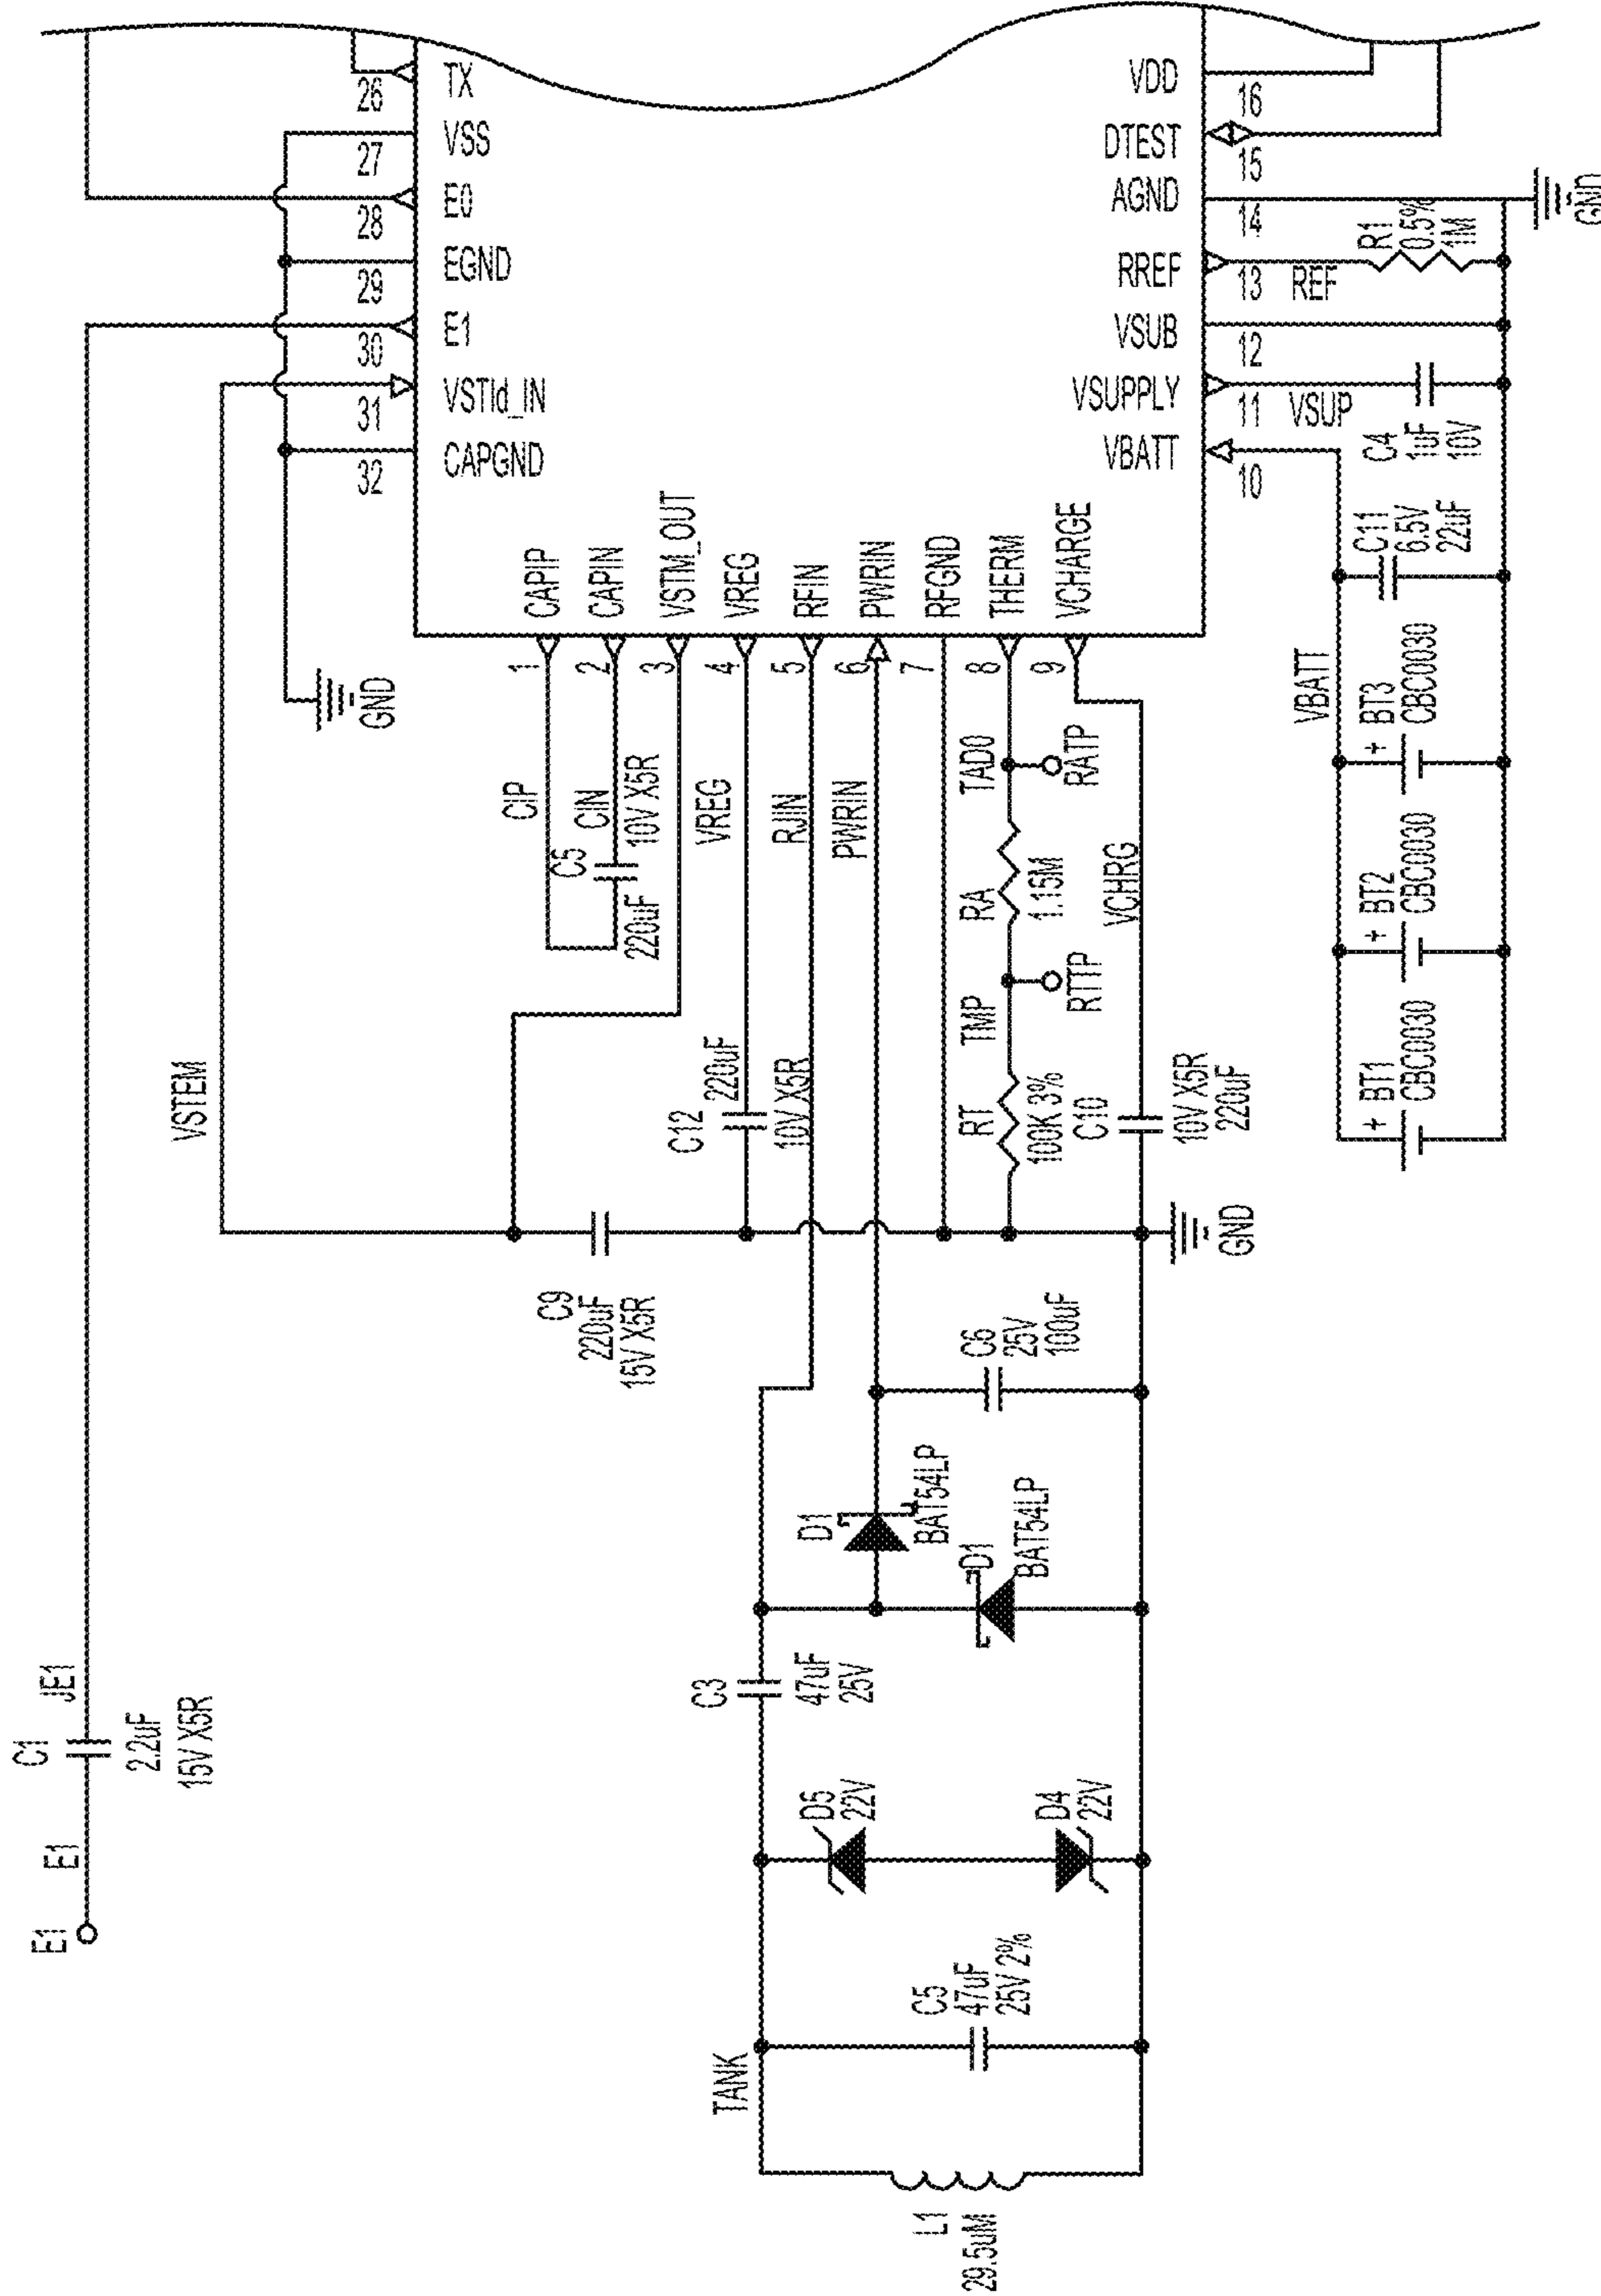 26
TX
27
VSS
28
E0
29
EGND
30
E1
31
VSTId_IN
32
CAPGND
VDD
16
DTEST
15
AGND
14
RREF
13
REF
VSUB
12
VSUPPLY
11
VSUP
VBATT
10
R1
0.5%
1M
GND
C4
1uF
10V
C11
6.5V
22uF
VBATT
BT3
CBC0030
+
BT2
CBC0030
+
BT1
CBC0030
+
GND
CAPIP
1
CAPIN
2
VSTM_OUT
3
VREG
4
RFIN
5
PWRIN
6
RFGND
7
THERM
8
VCHARGE
9
CIP
C5
CIN
10V X5R
220uF
VREG
RJIN
PWRIN
TAD0
RATP
RA
1.15M
VCHRG
RTTP
TMP
RT
100K 3%
C10
10V X5R
220uF
C12
220uF
10V X5R
VSTEM
C9
220uF
15V X5R
GND
C6
25V
100uF
D1
BAT54LP
D1
BAT54LP
C3
47uF
25V
D5
22V
D4
22V
C5
47uF
25V 2%
TANK
L1
29.5uM
JE1
C1
2.2uF
15V X5R
E1
E1